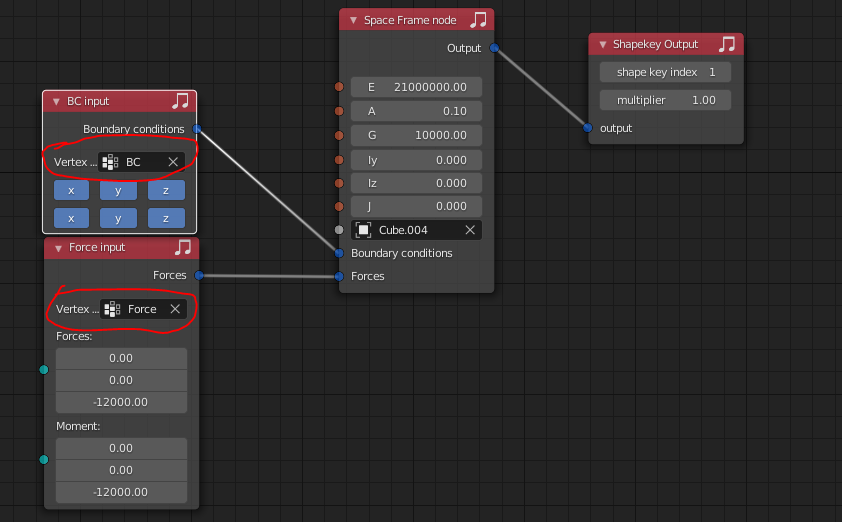 BC input
Boundary conditions
Vertex ... BC
x y z
x y z
Force input
Forces
Vertex ... Force
Forces:
0.00
0.00
-12000.00
Moment:
0.00
0.00
-12000.00
Space Frame node
Output
E 21000000.00
A 0.10
G 10000.00
Iy 0.000
Iz 0.000
J 0.000
Cube.004
Boundary conditions
Forces
Shapekey Output
shape key index 1
multiplier 1.00
output